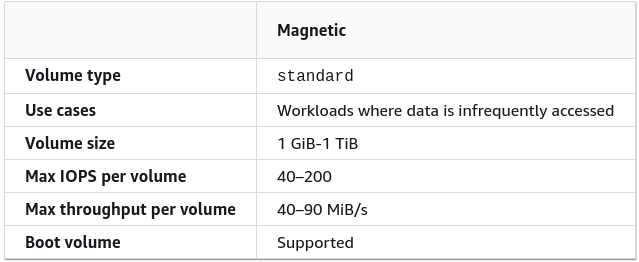 Magnetic
Volume type standard
Use cases Workloads where data is infrequently accessed
Volume size 1 GiB-1 TiB
Max IOPS per volume 40–200
Max throughput per volume 40–90 MiB/s
Boot volume Supported